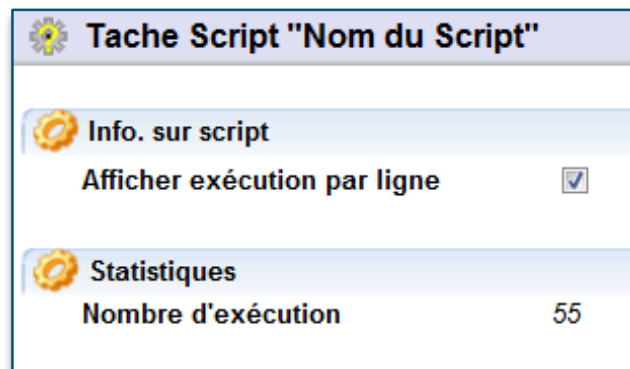 Tache Script "Nom du Script"
Info. sur script
Afficher exécution par ligne
Statistiques
Nombre d'exécution 55